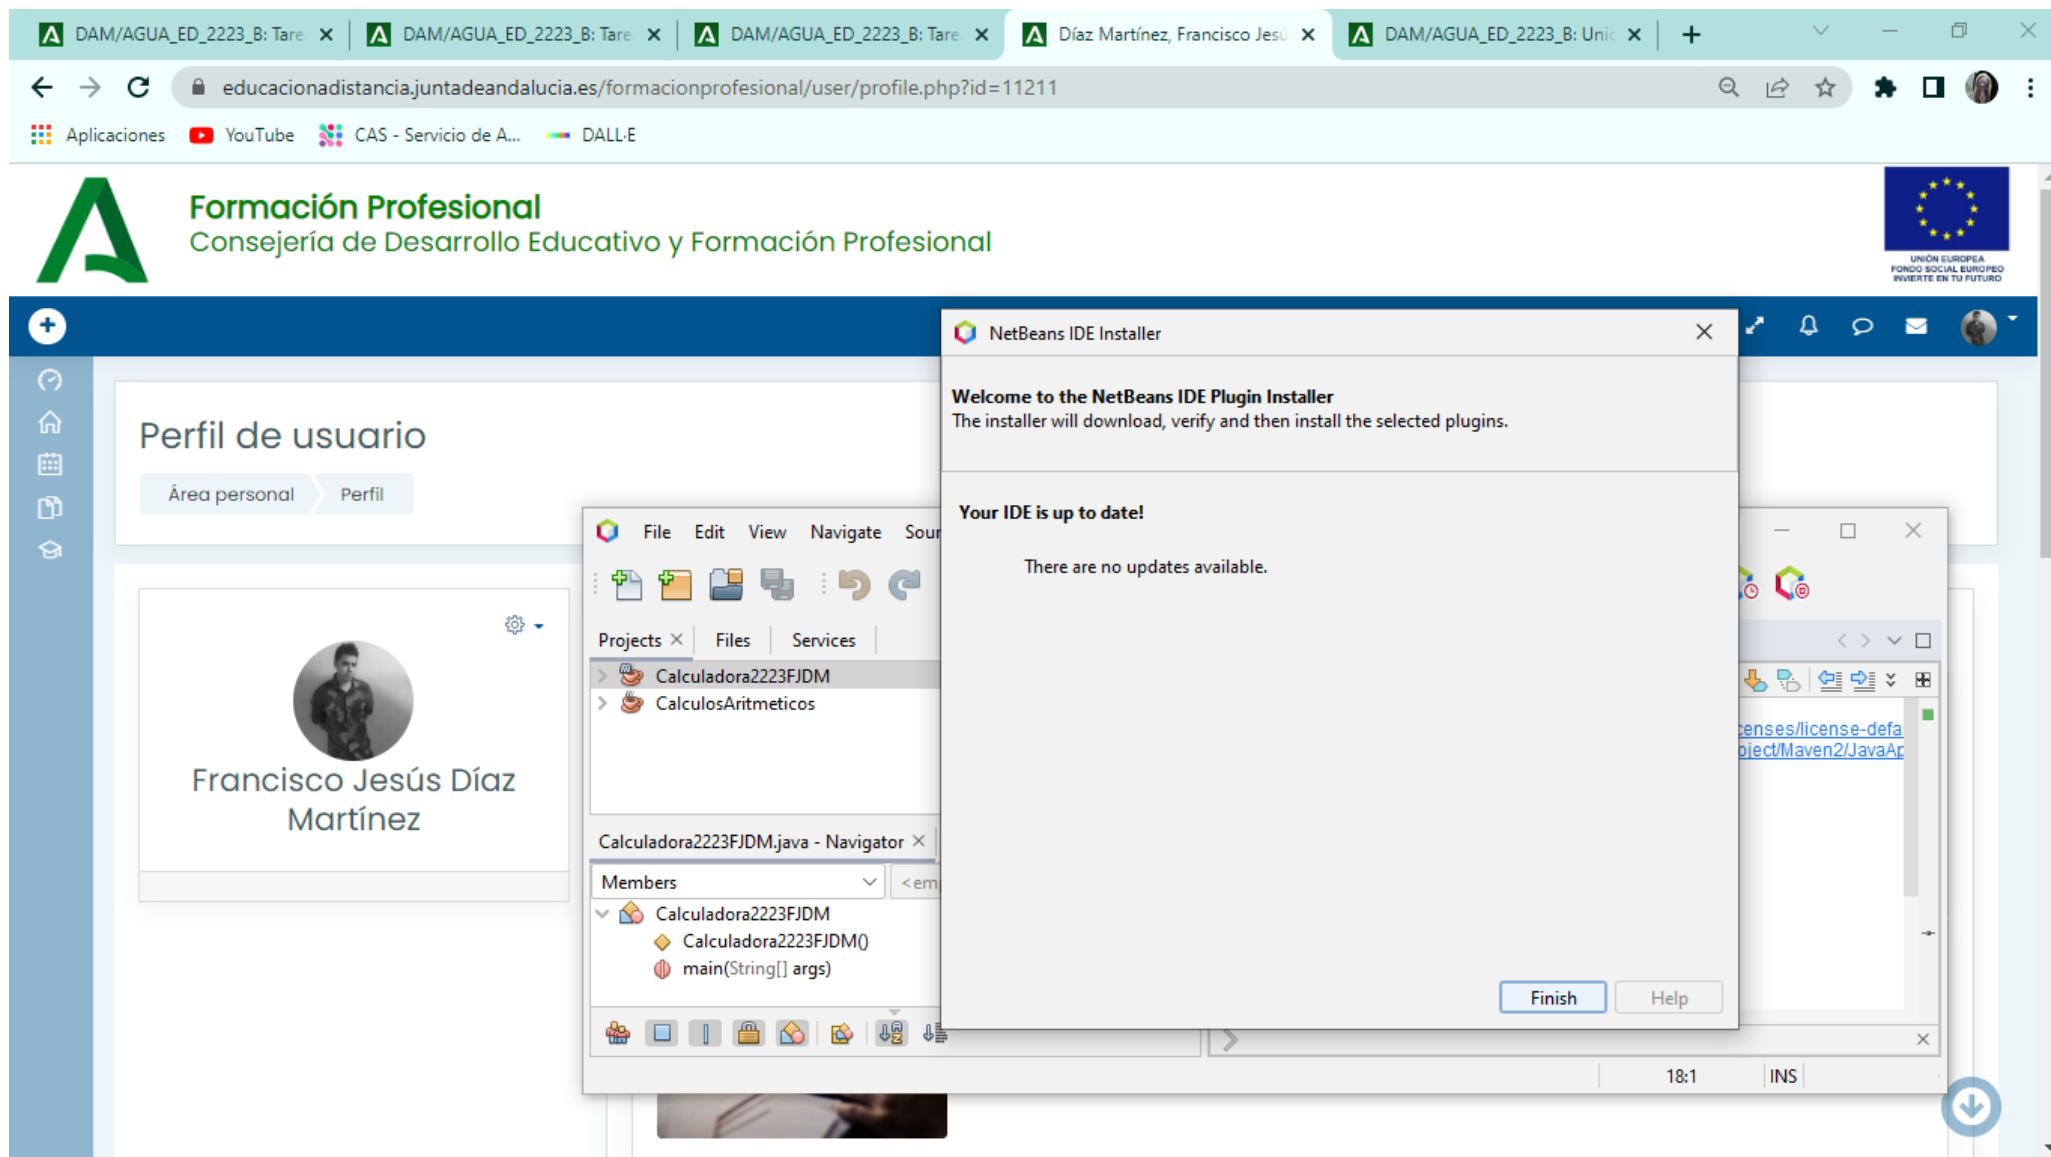 DAM/AGUA_ED_2223_B: Tare
DAM/AGUA_ED_2223_B: Tare
DAM/AGUA_ED_2223_B: Tare
Díaz Martínez, Francisco Jesú
DAM/AGUA_ED_2223_B: Unid
educacionadistancia.juntadeandalucia.es/formacionprofesional/user/profile.php?id=11211
Aplicaciones
YouTube
CAS - Servicio de A...
DALL·E
Formación Profesional
Consejería de Desarrollo Educativo y Formación Profesional
UNIÓN EUROPEA
FONDO SOCIAL EUROPEO
INVIERTE EN TU FUTURO
Perfil de usuario
Área personal
Perfil
Francisco Jesús Díaz
Martínez
NetBeans IDE Installer
Welcome to the NetBeans IDE Plugin Installer
The installer will download, verify and then install the selected plugins.
Your IDE is up to date!
There are no updates available.
Finish
Help
File Edit View Navigate Sour
Projects
Files
Services
Calculadora2223FJDM
CalculosAritmeticos
censes/license-defa
oject/Maven2/JavaAp
Calculadora2223FJDM.java - Navigator
Members
<em
Calculadora2223FJDM
Calculadora2223FJDM()
main(String[] args)
18:1
INS